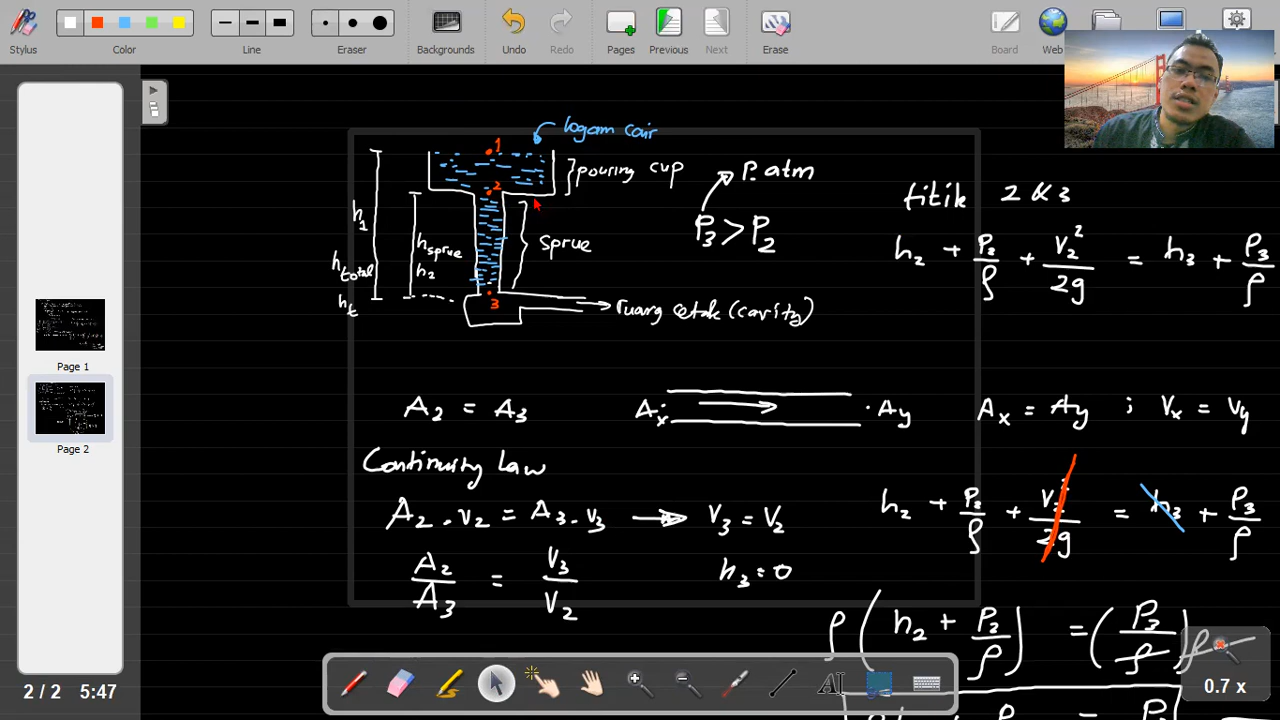 Stylus
Color
Line
Eraser
Backgrounds
Undo
Redo
Pages
Previous
Next
Erase
Board
Web
logam cair
1
pouring cup
2
P. atm
P3 > P2
titik 2 & 3
h1
h total
ht
h sprue
h2
Sprue
3
ruang cetak (cavity)
h2 + P2/ρ + V2²/2g = h3 + P3/ρ
A2 = A3
Ax
Ay
Ax = Ay ; Vx = Vy
Continuity Law
A2 . v2 = A3 . v3
V3 = V2
h2 + P2/ρ + V2²/2g = h3 + P3/ρ
A2/A3 = V3/V2
h3 = 0
ρ ( h2 + P2/ρ ) = ( P3/ρ ) ρ
Page 1
Page 2
2 / 2 5:47
0.7 x